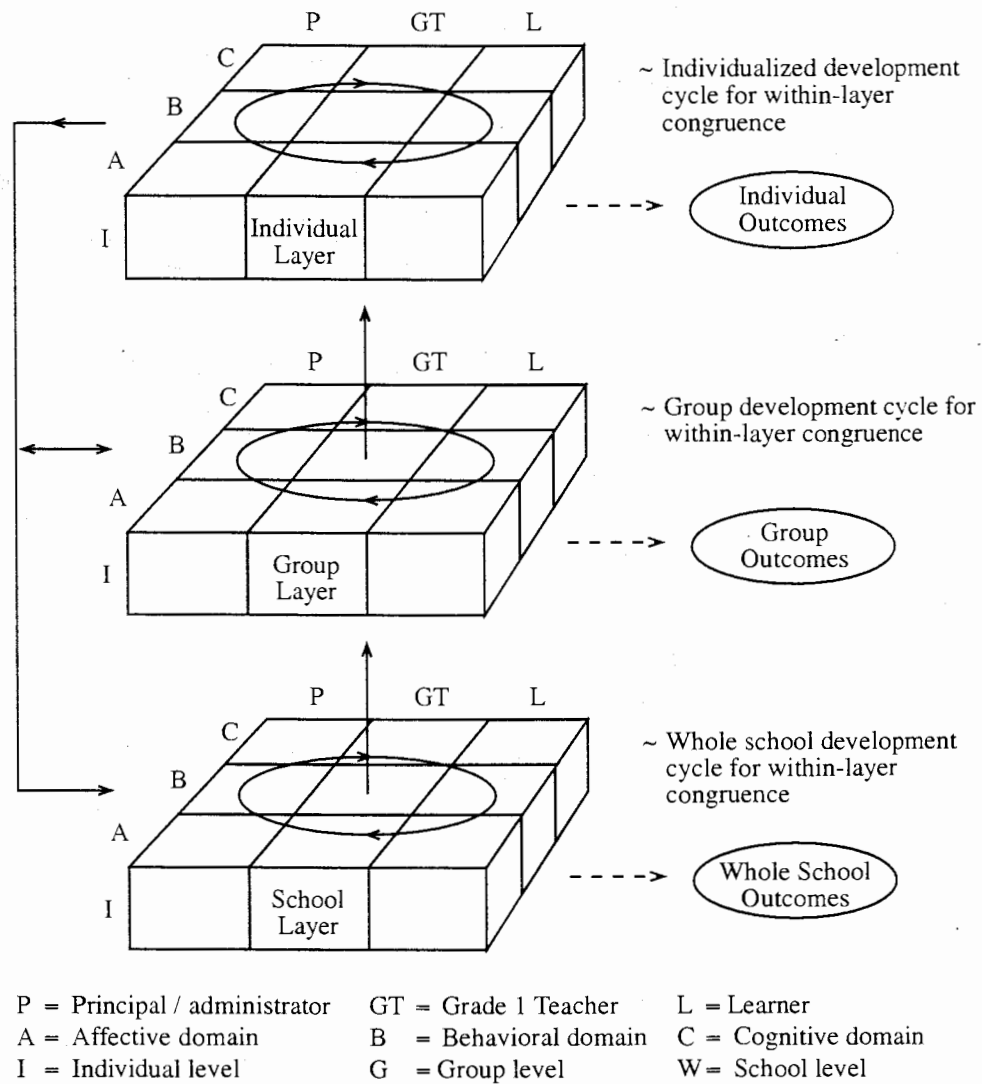 P GT L
C
~ Individualized development
cycle for within-layer
congruence
B
A
Individual
Outcomes
I
Individual
Layer
P GT L
C
~ Group development cycle for
within-layer congruence
B
A
Group
Outcomes
I
Group
Layer
P GT L
C
~ Whole school development
cycle for within-layer
congruence
B
A
Whole School
Outcomes
I
School
Layer
P = Principal / administrator GT = Grade 1 Teacher L = Learner
A = Affective domain B = Behavioral domain C = Cognitive domain
I = Individual level G = Group level W = School level